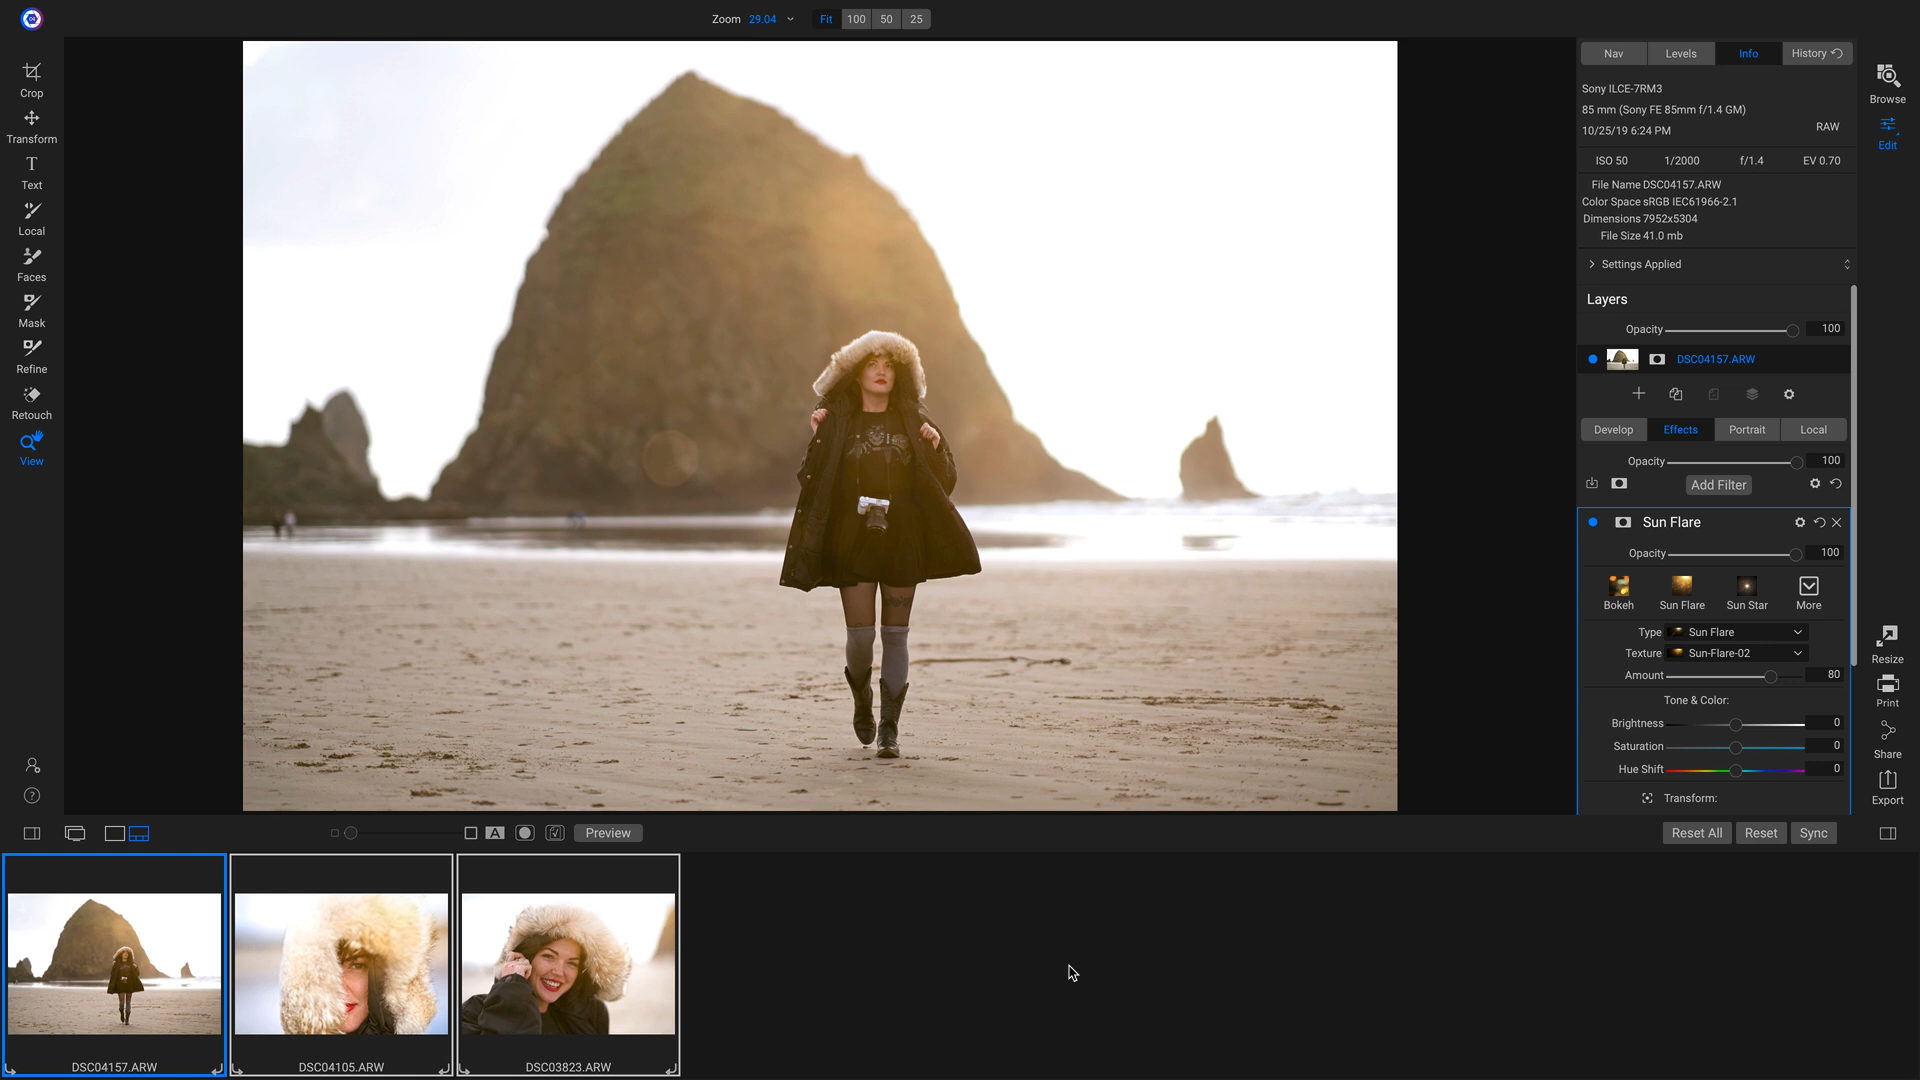 Zoom 29.04 Fit 100 50 25
Crop
Transform
T
Text
Local
Faces
Mask
Refine
Retouch
View
Nav Levels Info History
Sony ILCE-7RM3
85 mm (Sony FE 85mm f/1.4 GM)
10/25/19 6:24 PM RAW
ISO 50 1/2000 f/1.4 EV 0.70
File Name DSC04157.ARW
Color Space sRGB IEC61966-2.1
Dimensions 7952x5304
File Size 41.0 mb
Settings Applied
Layers
Opacity 100
DSC04157.ARW
Develop Effects Portrait Local
Opacity 100
Add Filter
Sun Flare
Opacity 100
Bokeh Sun Flare Sun Star More
Type Sun Flare
Texture Sun-Flare-02
Amount 80
Tone & Color:
Brightness 0
Saturation 0
Hue Shift 0
Transform:
Browse
Edit
Resize
Print
Share
Export
A Preview
Reset All Reset Sync
DSC04157.ARW DSC04105.ARW DSC03823.ARW